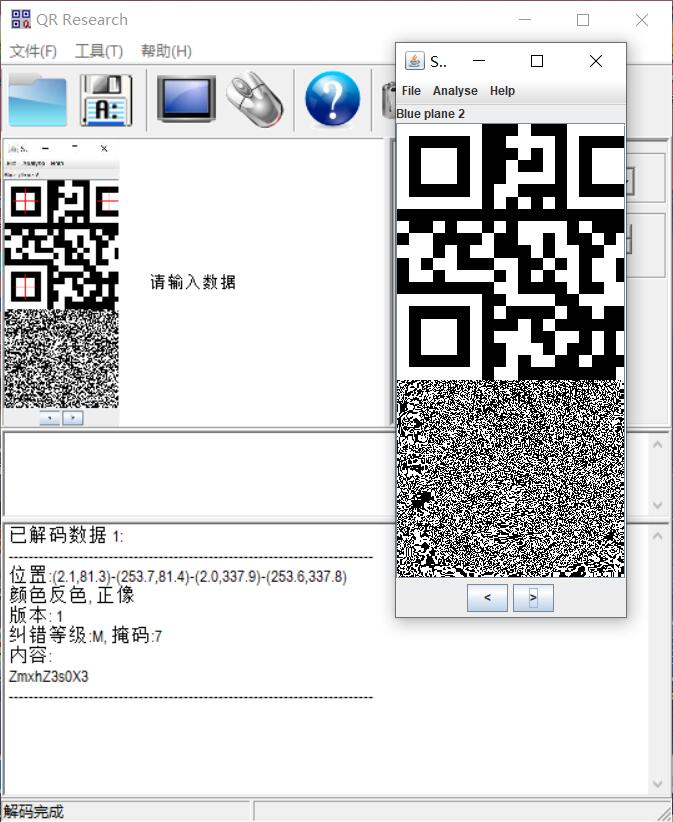 QR Research
文件(F) 工具(T) 帮助(H)
S..
File Analyse Help
Blue plane 2
A:
?
S..
File Analyse Help
请输入数据
< >
< >
已解码数据 1:
-------------------------------------------------------------------
位置:(2.1,81.3)-(253.7,81.4)-(2.0,337.9)-(253.6,337.8)
颜色反色, 正像
版本: 1
纠错等级:M, 掩码:7
内容:
ZmxhZ3s0X3
-------------------------------------------------------------------
解码完成